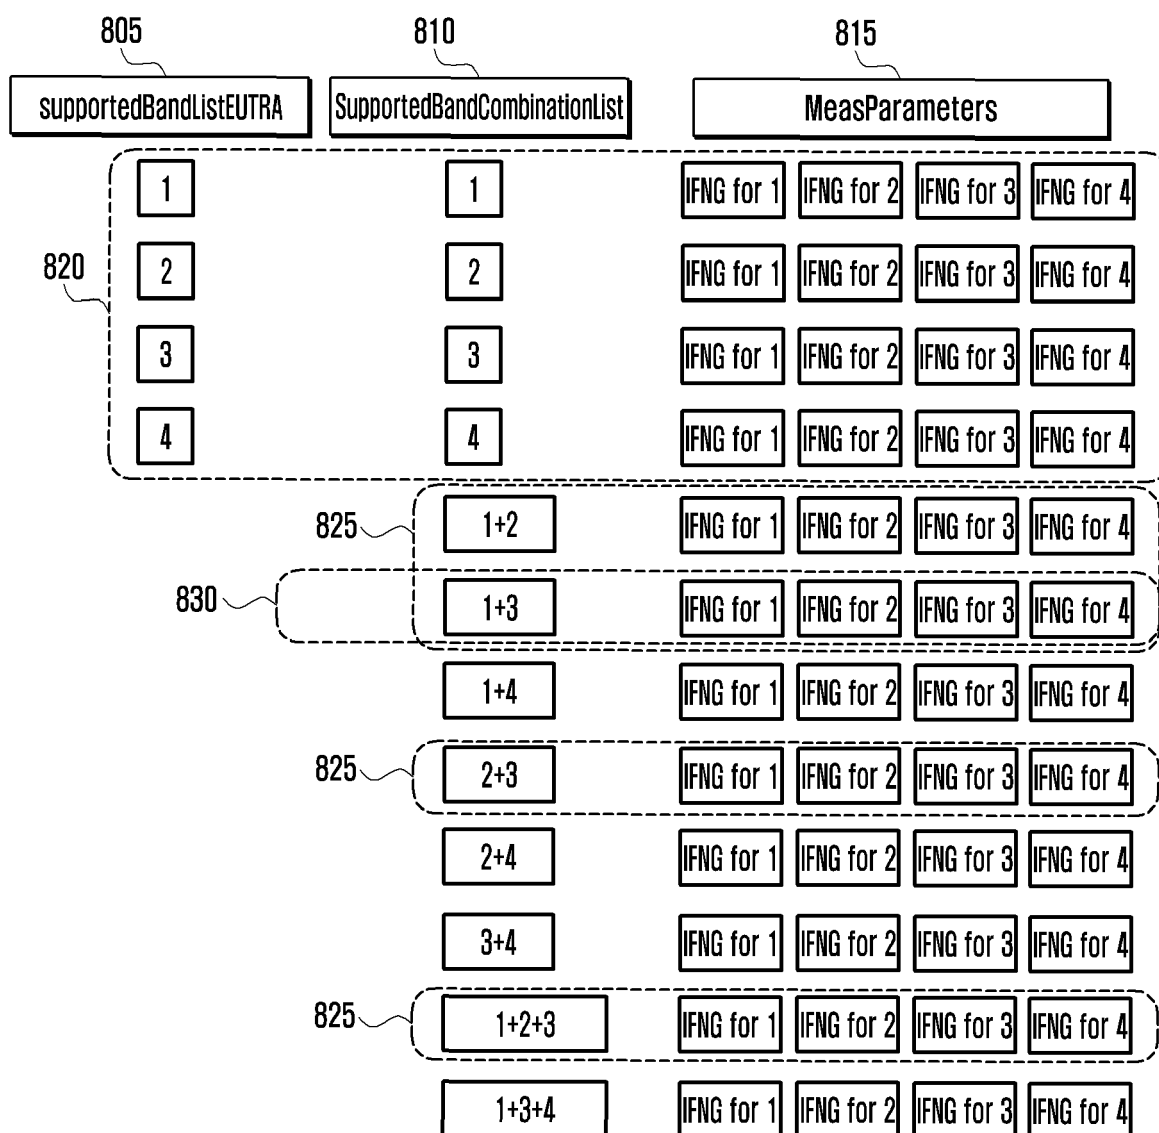 805 810 815
supportedBandListEUTRA SupportedBandCombinationList MeasParameters
1 1 IFNG for 1 IFNG for 2 IFNG for 3 IFNG for 4
820 2 2 IFNG for 1 IFNG for 2 IFNG for 3 IFNG for 4
3 3 IFNG for 1 IFNG for 2 IFNG for 3 IFNG for 4
4 4 IFNG for 1 IFNG for 2 IFNG for 3 IFNG for 4
825 1+2 IFNG for 1 IFNG for 2 IFNG for 3 IFNG for 4
830 1+3 IFNG for 1 IFNG for 2 IFNG for 3 IFNG for 4
1+4 IFNG for 1 IFNG for 2 IFNG for 3 IFNG for 4
825 2+3 IFNG for 1 IFNG for 2 IFNG for 3 IFNG for 4
2+4 IFNG for 1 IFNG for 2 IFNG for 3 IFNG for 4
3+4 IFNG for 1 IFNG for 2 IFNG for 3 IFNG for 4
825 1+2+3 IFNG for 1 IFNG for 2 IFNG for 3 IFNG for 4
1+3+4 IFNG for 1 IFNG for 2 IFNG for 3 IFNG for 4